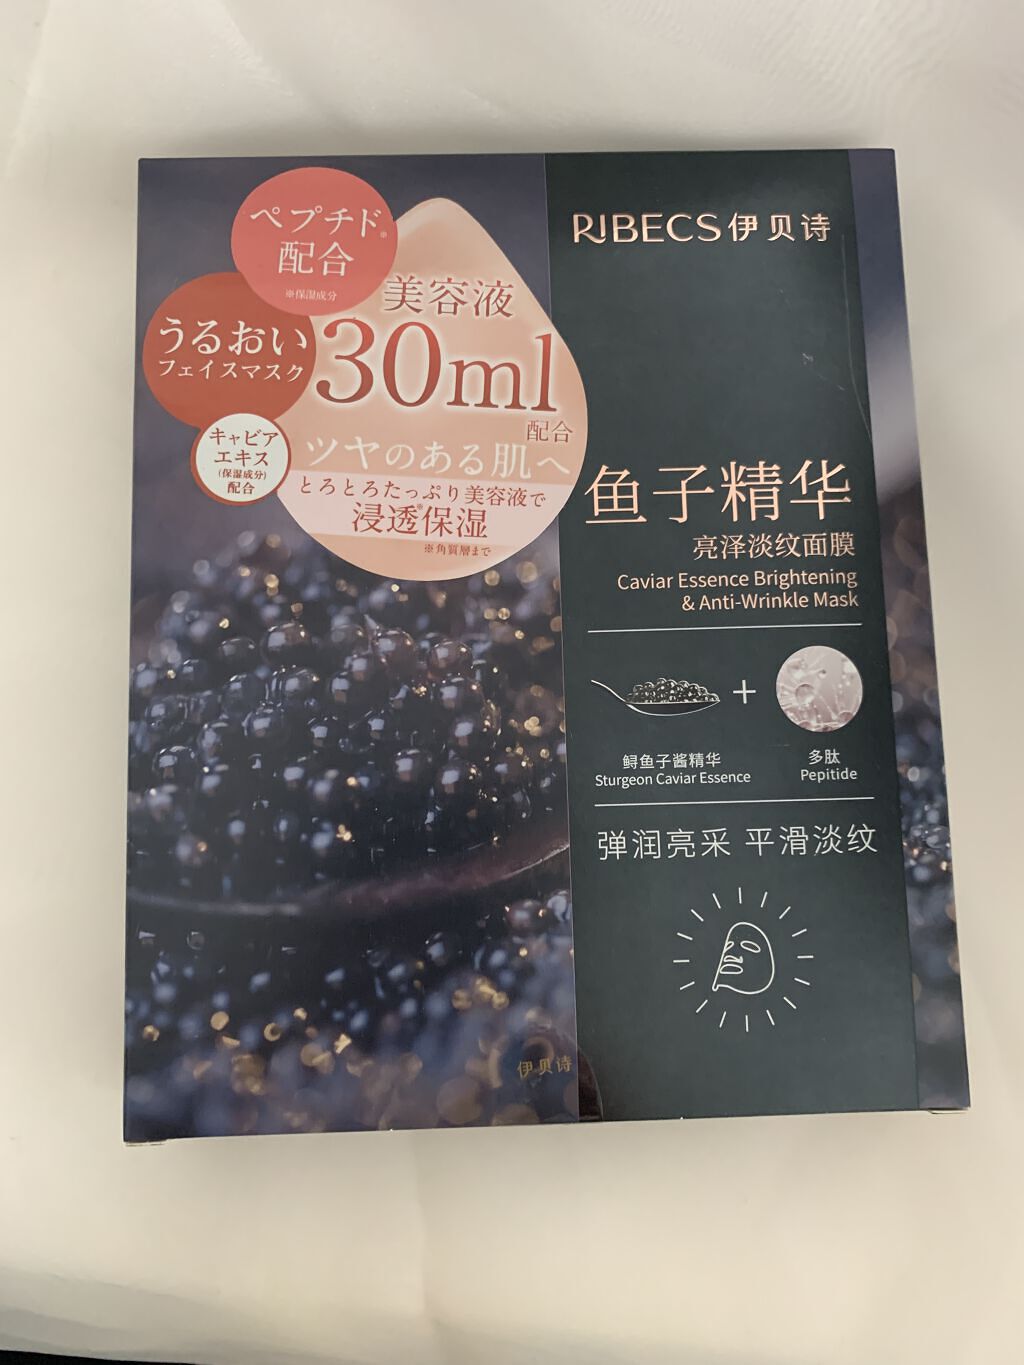 ペプチド※
配合
※保湿成分
うるおい
フェイスマスク
キャビア
エキス
(保湿成分)
配合
美容液
30ml
配合
ツヤのある肌へ
とろとろたっぷり美容液で
浸透※保湿
※角質層まで
RIBECS伊贝诗
鱼子精华
亮泽淡纹面膜
Caviar Essence Brightening
& Anti-Wrinkle Mask
+
鲟鱼子酱精华
Sturgeon Caviar Essence
多肽
Pepitide
弹润亮采 平滑淡纹
伊贝诗